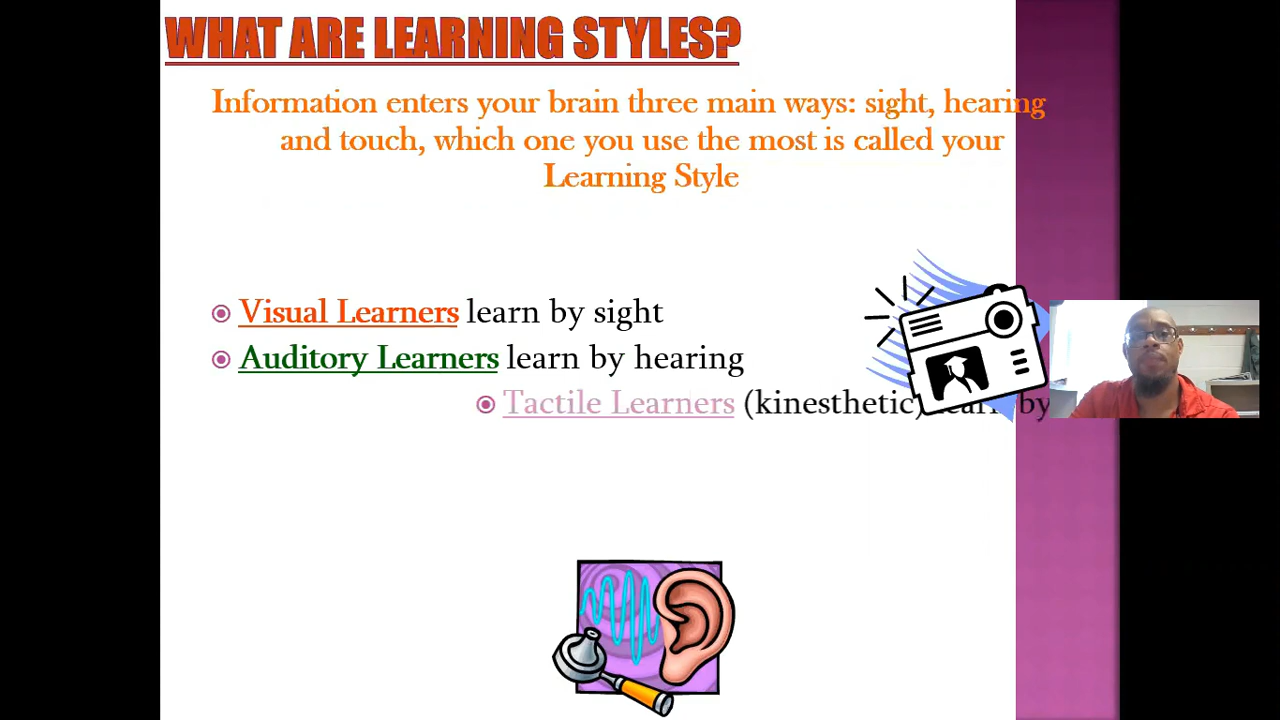 WHAT ARE LEARNING STYLES?
Information enters your brain three main ways: sight, hearing
and touch, which one you use the most is called your
Learning Style
Visual Learners learn by sight
Auditory Learners learn by hearing
Tactile Learners (kinesthetic) learn by